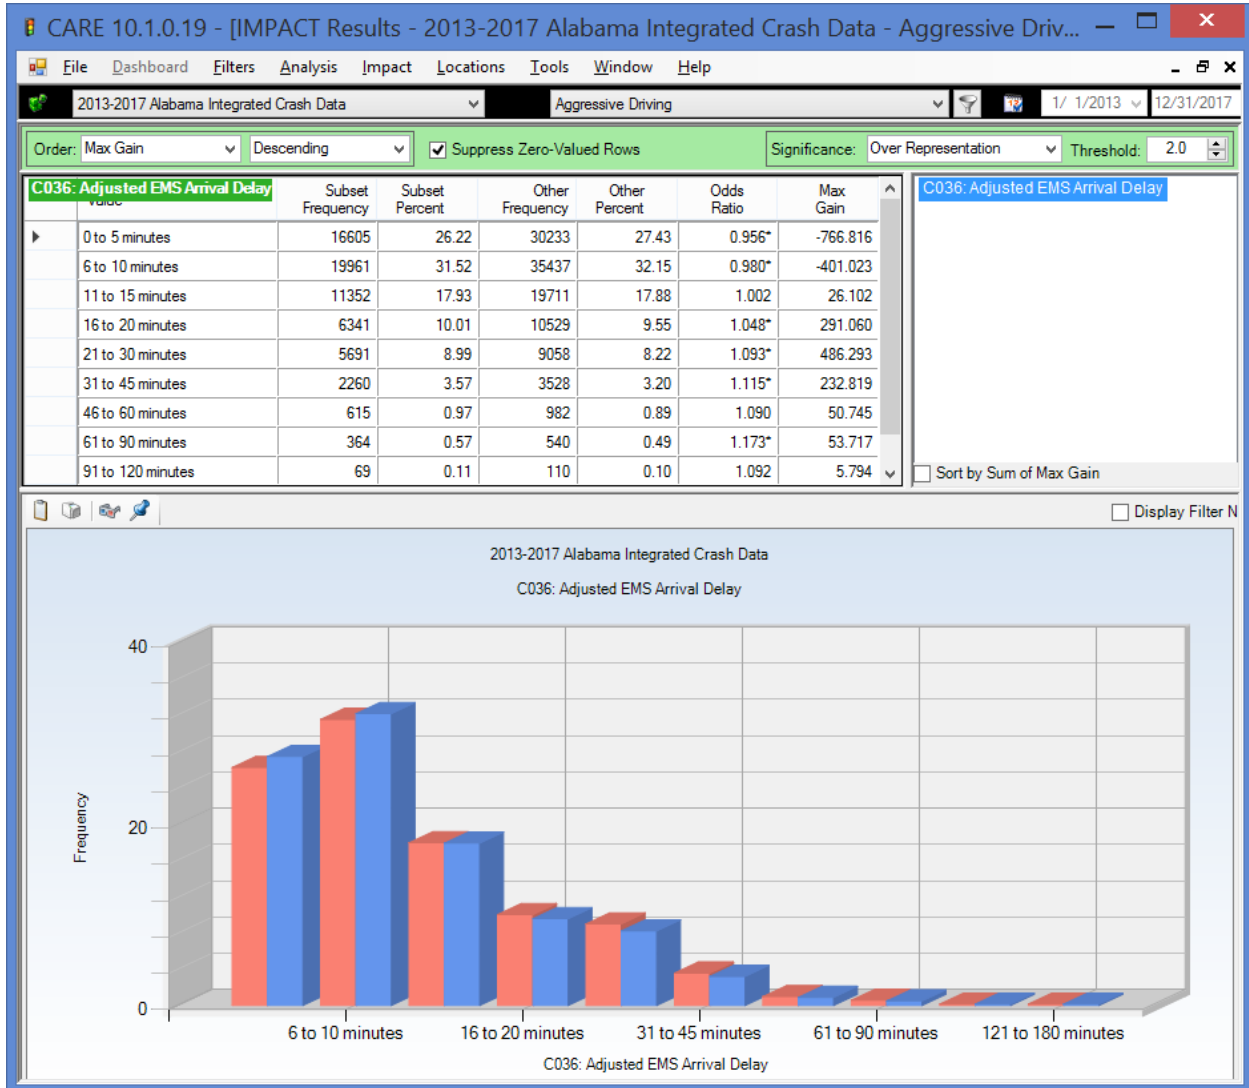 CARE 10.1.0.19 - [IMPACT Results - 2013-2017 Alabama Integrated Crash Data - Aggressive Driv...
File Dashboard Filters Analysis Impact Locations Tools Window Help
2013-2017 Alabama Integrated Crash Data Aggressive Driving 1/ 1/2013 12/31/2017
Order: Max Gain Descending Suppress Zero-Valued Rows Significance: Over Representation Threshold: 2.0
C036: Adjusted EMS Arrival Delay Subset Frequency Subset Percent Other Frequency Other Percent Odds Ratio Max Gain C036: Adjusted EMS Arrival Delay
0 to 5 minutes 16605 26.22 30233 27.43 0.956* -766.816
6 to 10 minutes 19961 31.52 35437 32.15 0.980* -401.023
11 to 15 minutes 11352 17.93 19711 17.88 1.002 26.102
16 to 20 minutes 6341 10.01 10529 9.55 1.048* 291.060
21 to 30 minutes 5691 8.99 9058 8.22 1.093* 486.293
31 to 45 minutes 2260 3.57 3528 3.20 1.115* 232.819
46 to 60 minutes 615 0.97 982 0.89 1.090 50.745
61 to 90 minutes 364 0.57 540 0.49 1.173* 53.717
91 to 120 minutes 69 0.11 110 0.10 1.092 5.794 Sort by Sum of Max Gain
Display Filter N
2013-2017 Alabama Integrated Crash Data
C036: Adjusted EMS Arrival Delay
40
20
0
Frequency
6 to 10 minutes 16 to 20 minutes 31 to 45 minutes 61 to 90 minutes 121 to 180 minutes
C036: Adjusted EMS Arrival Delay